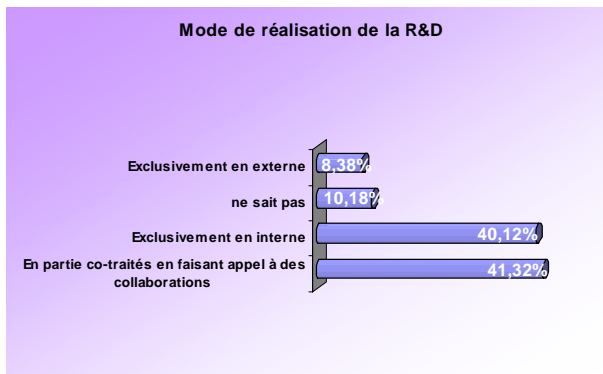 Mode de réalisation de la R&D
Exclusivement en externe
8,38%
ne sait pas
10,18%
Exclusivement en interne
40,12%
En partie co-traités en faisant appel à des
collaborations
41,32%